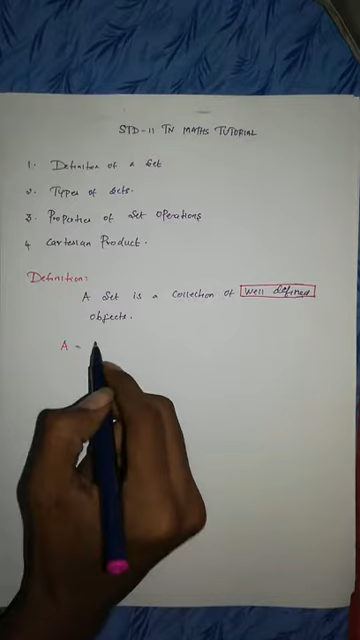 STD-11 TN MATHS TUTORIAL
1. Definition of a Set
2. Types of Sets.
3. Properties of Set Operations
4. Cartesian Product.
Definition:
A Set is a Collection of Well defined
Objects.
A =